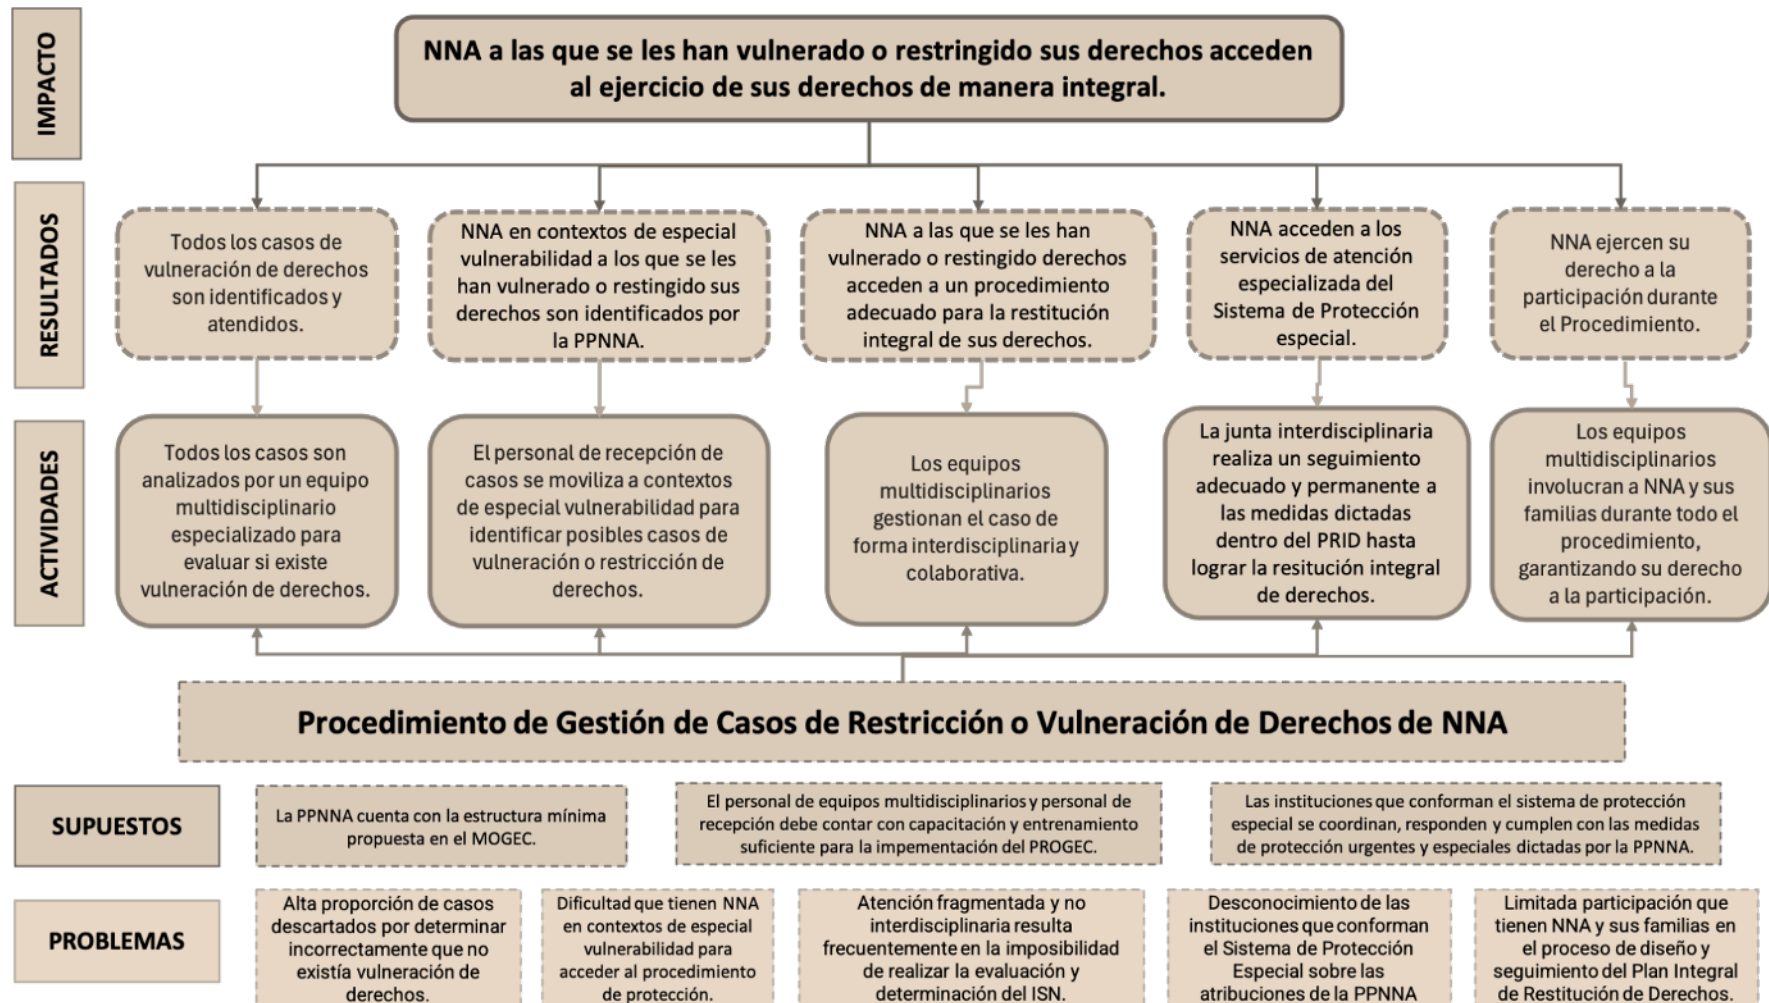 IMPACTO
NNA a las que se les han vulnerado o restringido sus derechos acceden
al ejercicio de sus derechos de manera integral.
RESULTADOS
Todos los casos de
vulneración de derechos
son identificados y
atendidos.
NNA en contextos de especial
vulnerabilidad a los que se les
han vulnerado o restingido sus
derechos son identificados por
la PPNNA.
NNA a las que se les han
vulnerado o restingido derechos
acceden a un procedimiento
adecuado para la restitución
integral de sus derechos.
NNA acceden a los
servicios de atención
especializada del
Sistema de Protección
especial.
NNA ejercen su
derecho a la
participación durante
el Procedimiento.
ACTIVIDADES
Todos los casos son
analizados por un equipo
multidisciplinario
especializado para
evaluar si existe
vulneración de derechos.
El personal de recepción de
casos se moviliza a contextos
de especial vulnerabilidad para
identificar posibles casos de
vulneración o restricción de
derechos.
Los equipos
multidisciplinarios
gestionan el caso de
forma interdisciplinaria y
colaborativa.
La junta interdisciplinaria
realiza un seguimiento
adecuado y permanente a
las medidas dictadas
dentro del PRID hasta
lograr la resitución integral
de derechos.
Los equipos
multidisciplinarios
involucran a NNA y sus
familias durante todo el
procedimiento,
garantizando su derecho
a la participación.
Procedimiento de Gestión de Casos de Restricción o Vulneración de Derechos de NNA
SUPUESTOS
La PPNNA cuenta con la estructura mínima
propuesta en el MOGEC.
El personal de equipos multidisciplinarios y personal de
recepción debe contar con capacitación y entrenamiento
suficiente para la impementación del PROGEC.
Las instituciones que conforman el sistema de protección
especial se coordinan, responden y cumplen con las medidas
de protección urgentes y especiales dictadas por la PPNNA.
PROBLEMAS
Alta proporción de casos
descartados por determinar
incorrectamente que no
existía vulneración de
derechos.
Dificultad que tienen NNA
en contextos de especial
vulnerabilidad para
acceder al procedimiento
de protección.
Atención fragmentada y no
interdisciplinaria resulta
frecuentemente en la imposibilidad
de realizar la evaluación y
determinación del ISN.
Desconocimiento de las
instituciones que conforman
el Sistema de Protección
Especial sobre las
atribuciones de la PPNNA
Limitada participación que
tienen NNA y sus familias en
el proceso de diseño y
seguimiento del Plan Integral
de Restitución de Derechos.